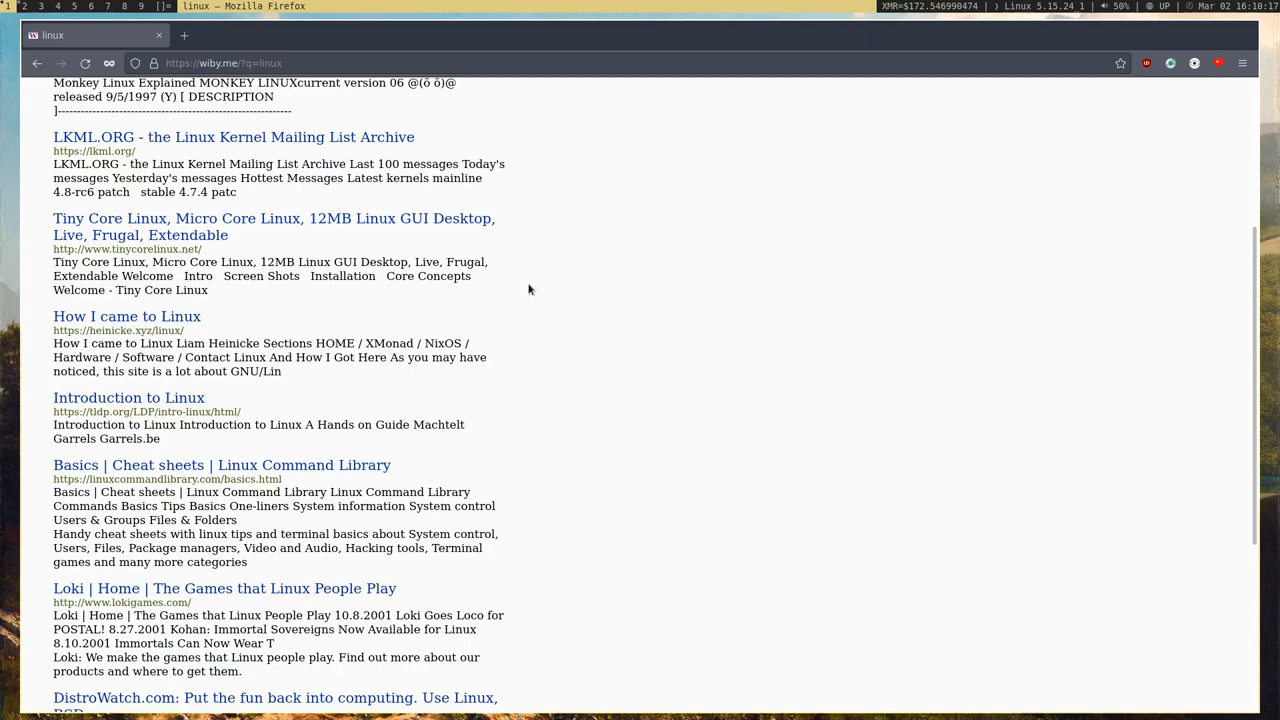 1 2 3 4 5 6 7 8 9 []= linux — Mozilla Firefox XMR=$172.546990474 | Linux 5.15.24_1 | 50% | UP | Mar 02 16:10:17
linux
https://wiby.me/?q=linux
Monkey Linux Explained MONKEY LINUXcurrent version 06 @(õ õ)@
released 9/5/1997 (Y) [ DESCRIPTION
]-------------------------------------------------------------
LKML.ORG - the Linux Kernel Mailing List Archive
https://lkml.org/
LKML.ORG - the Linux Kernel Mailing List Archive Last 100 messages Today's
messages Yesterday's messages Hottest Messages Latest kernels mainline
4.8-rc6 patch stable 4.7.4 patc
Tiny Core Linux, Micro Core Linux, 12MB Linux GUI Desktop,
Live, Frugal, Extendable
http://www.tinycorelinux.net/
Tiny Core Linux, Micro Core Linux, 12MB Linux GUI Desktop, Live, Frugal,
Extendable Welcome Intro Screen Shots Installation Core Concepts
Welcome - Tiny Core Linux
How I came to Linux
https://heinicke.xyz/linux/
How I came to Linux Liam Heinicke Sections HOME / XMonad / NixOS /
Hardware / Software / Contact Linux And How I Got Here As you may have
noticed, this site is a lot about GNU/Lin
Introduction to Linux
https://tldp.org/LDP/intro-linux/html/
Introduction to Linux Introduction to Linux A Hands on Guide Machtelt
Garrels Garrels.be
Basics | Cheat sheets | Linux Command Library
https://linuxcommandlibrary.com/basics.html
Basics | Cheat sheets | Linux Command Library Linux Command Library
Commands Basics Tips Basics One-liners System information System control
Users & Groups Files & Folders
Handy cheat sheets with linux tips and terminal basics about System control,
Users, Files, Package managers, Video and Audio, Hacking tools, Terminal
games and many more categories
Loki | Home | The Games that Linux People Play
http://www.lokigames.com/
Loki | Home | The Games that Linux People Play 10.8.2001 Loki Goes Loco for
POSTAL! 8.27.2001 Kohan: Immortal Sovereigns Now Available for Linux
8.10.2001 Immortals Can Now Wear T
Loki: We make the games that Linux people play. Find out more about our
products and where to get them.
DistroWatch.com: Put the fun back into computing. Use Linux,
BSD